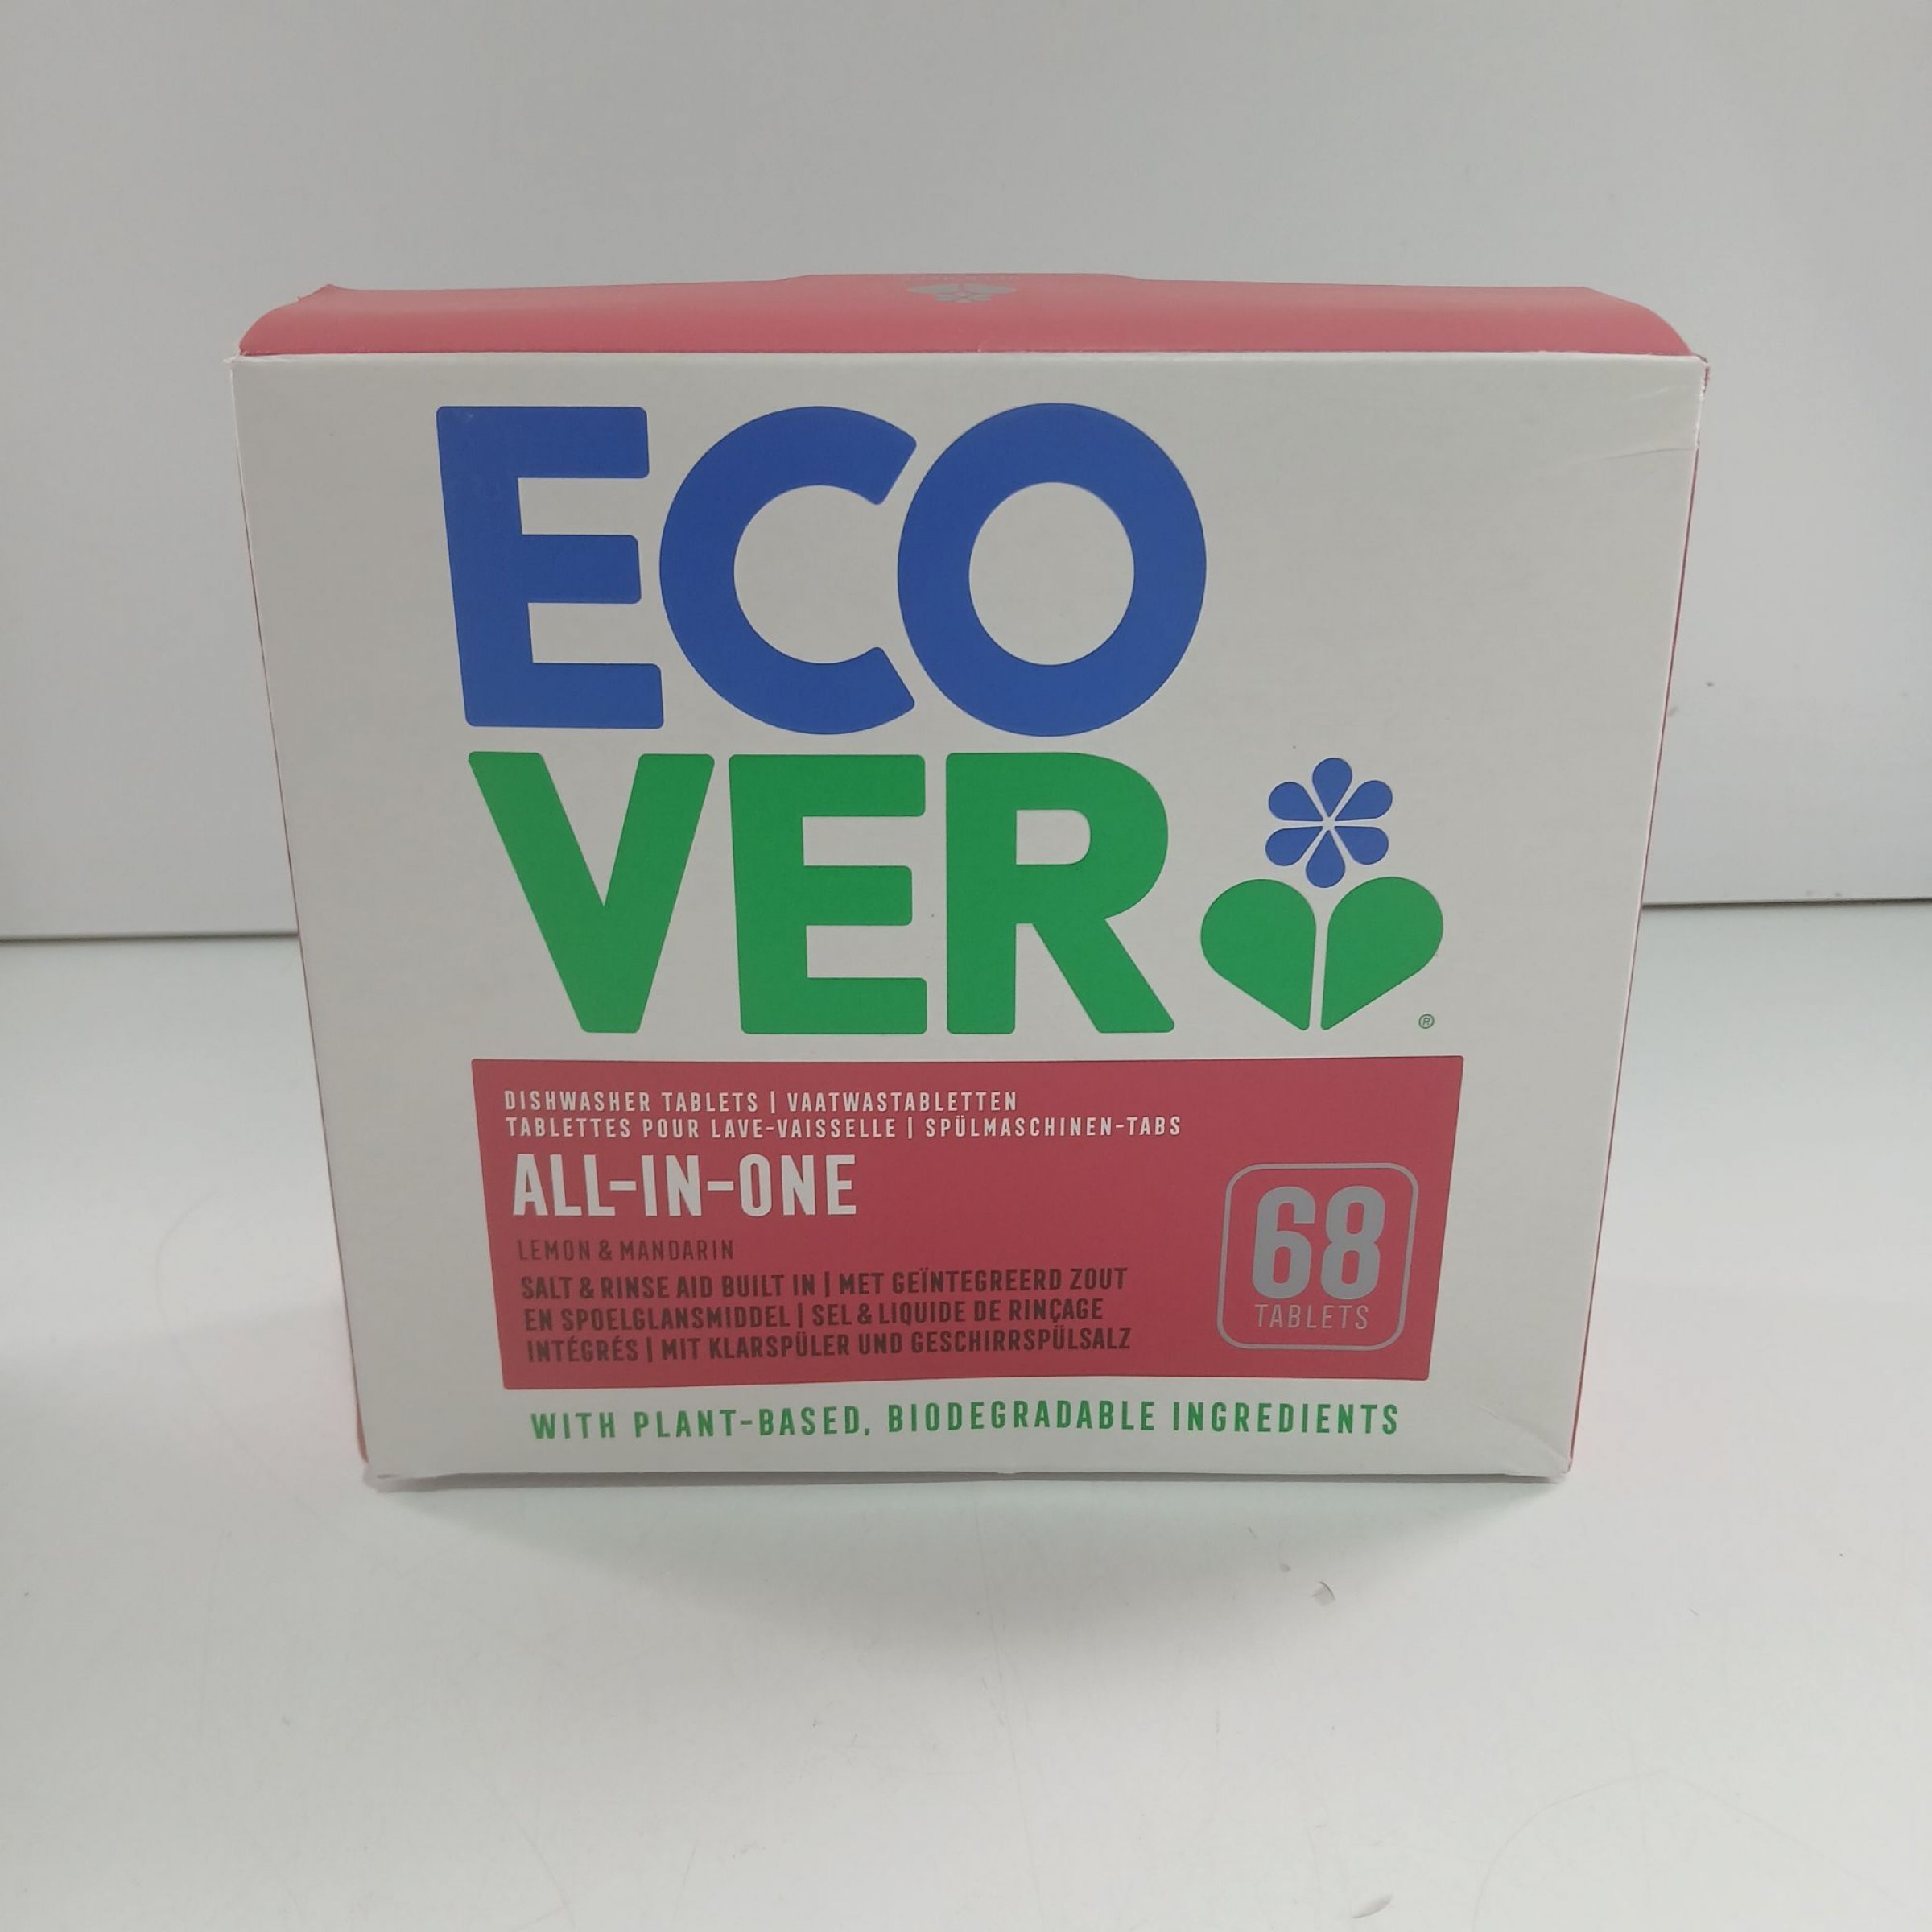 ECO
VER
®
DISHWASHER TABLETS | VAATWASTABLETTEN
TABLETTES POUR LAVE-VAISSELLE | SPÜLMASCHINEN-TABS
ALL-IN-ONE
LEMON & MANDARIN
SALT & RINSE AID BUILT IN | MET GEÏNTEGREERD ZOUT
EN SPOELGLANSMIDDEL | SEL & LIQUIDE DE RINÇAGE
INTÉGRÉS | MIT KLARSPÜLER UND GESCHIRRSPÜLSALZ
68
TABLETS
WITH PLANT-BASED, BIODEGRADABLE INGREDIENTS